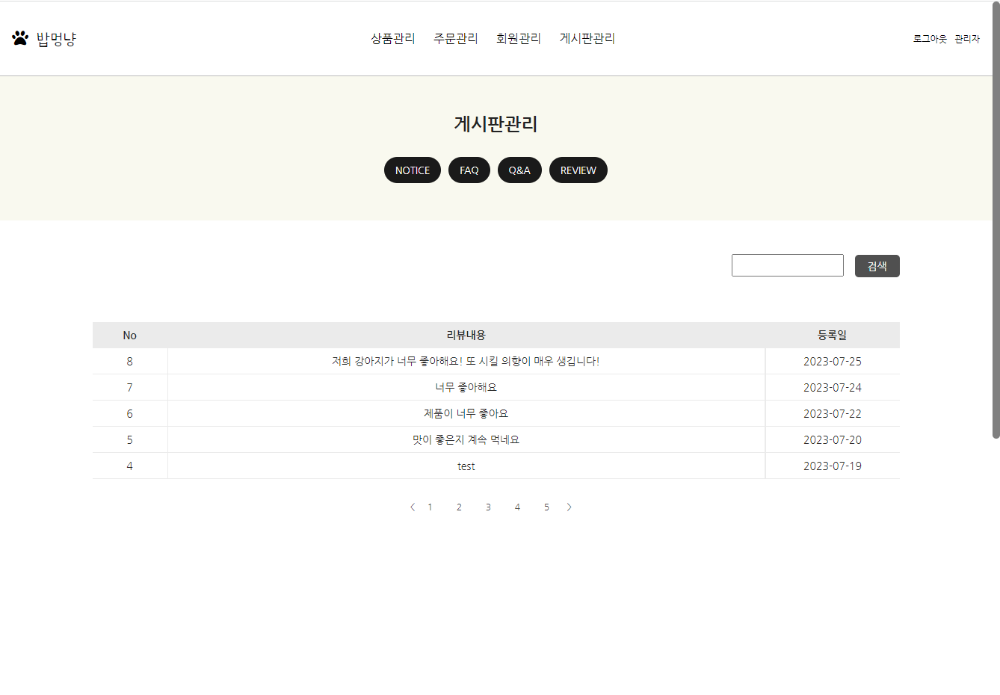 밥멍냥 상품관리 주문관리 회원관리 게시판관리 로그아웃 관리자
게시판관리
NOTICE FAQ Q&A REVIEW
검색
No 리뷰내용 등록일
8 저희 강아지가 너무 좋아해요! 또 시킬 의향이 매우 생깁니다! 2023-07-25
7 너무 좋아해요 2023-07-24
6 제품이 너무 좋아요 2023-07-22
5 맛이 좋은지 계속 먹네요 2023-07-20
4 test 2023-07-19
< 1 2 3 4 5 >